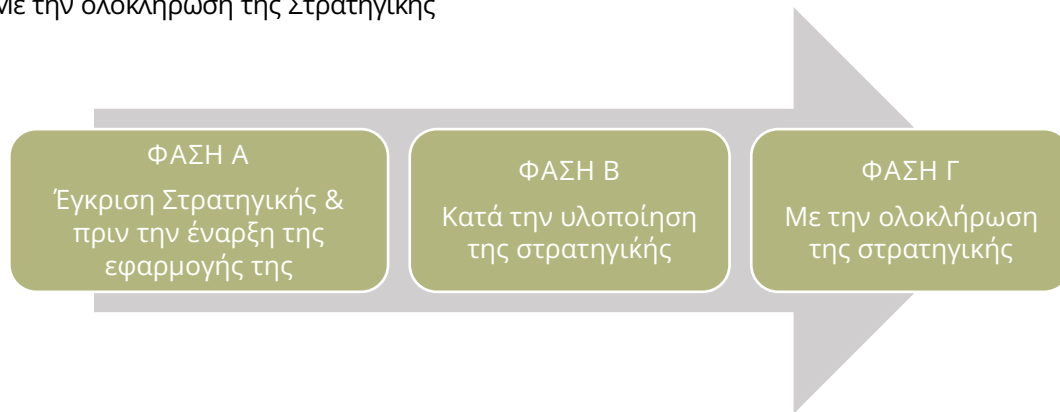 Με την ολοκλήρωση της Στρατηγικής
ΦΑΣΗ Α
Έγκριση Στρατηγικής &
πριν την έναρξη της
εφαρμογής της
ΦΑΣΗ Β
Κατά την υλοποίηση
της στρατηγικής
ΦΑΣΗ Γ
Με την ολοκλήρωση
της στρατηγικής